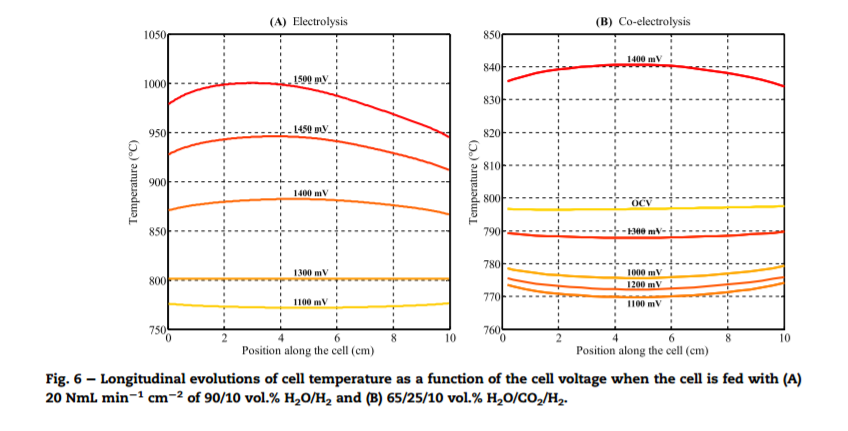 (A) Electrolysis
1050
1000
950
900
850
800
750
Temperature (°C)
1500 mV
1450 mV
1400 mV
1300 mV
1100 mV
0 2 4 6 8 10
Position along the cell (cm)
(B) Co-electrolysis
850
840
830
820
810
800
790
780
770
760
Temperature (°C)
1400 mV
OCV
1300 mV
1000 mV
1200 mV
1100 mV
0 2 4 6 8 10
Position along the cell (cm)
Fig. 6 – Longitudinal evolutions of cell temperature as a function of the cell voltage when the cell is fed with (A)
20 NmL min⁻¹ cm⁻² of 90/10 vol.% H₂O/H₂ and (B) 65/25/10 vol.% H₂O/CO₂/H₂.